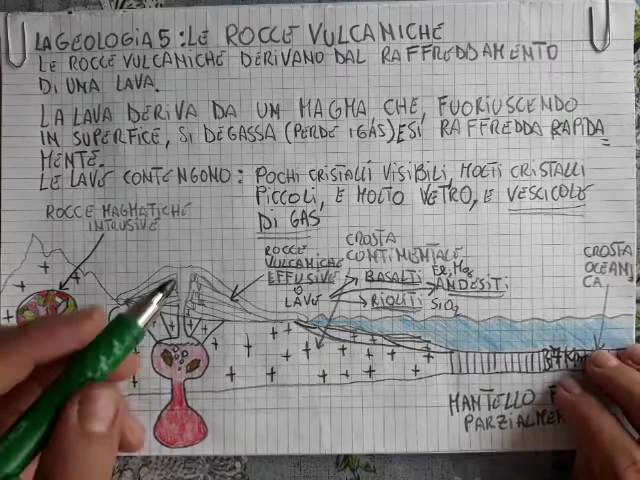 LA GEOLOGIA 5: LE ROCCE VULCANICHE
LE ROCCE VULCANICHE DERIVANO DAL RAFFREDDAMENTO
DI UNA LAVA.
LA LAVA DERIVA DA UN MAGMA CHE, FUORIUSCENDO
IN SUPERFICE, SI DEGASSA (PERDE I GAS) E SI RAFFREDDA RAPIDA
MENTE.
LE LAVE CONTENGONO: POCHI CRISTALLI VISIBILI, MOLTI CRISTALLI
PICCOLI, E MOLTO VETRO, E VESCICOLE
DI GAS
ROCCE MAGMATICHE
INTRUSIVE
ROCCE
VULCANICHE
EFFUSIVE
O
LAVE
CROSTA
CONTINENTALE
BASALTI
ANDESITI
RIOLITI SiO2
CROSTA
OCEANI
CA.
MANTELLO
PARZIALME